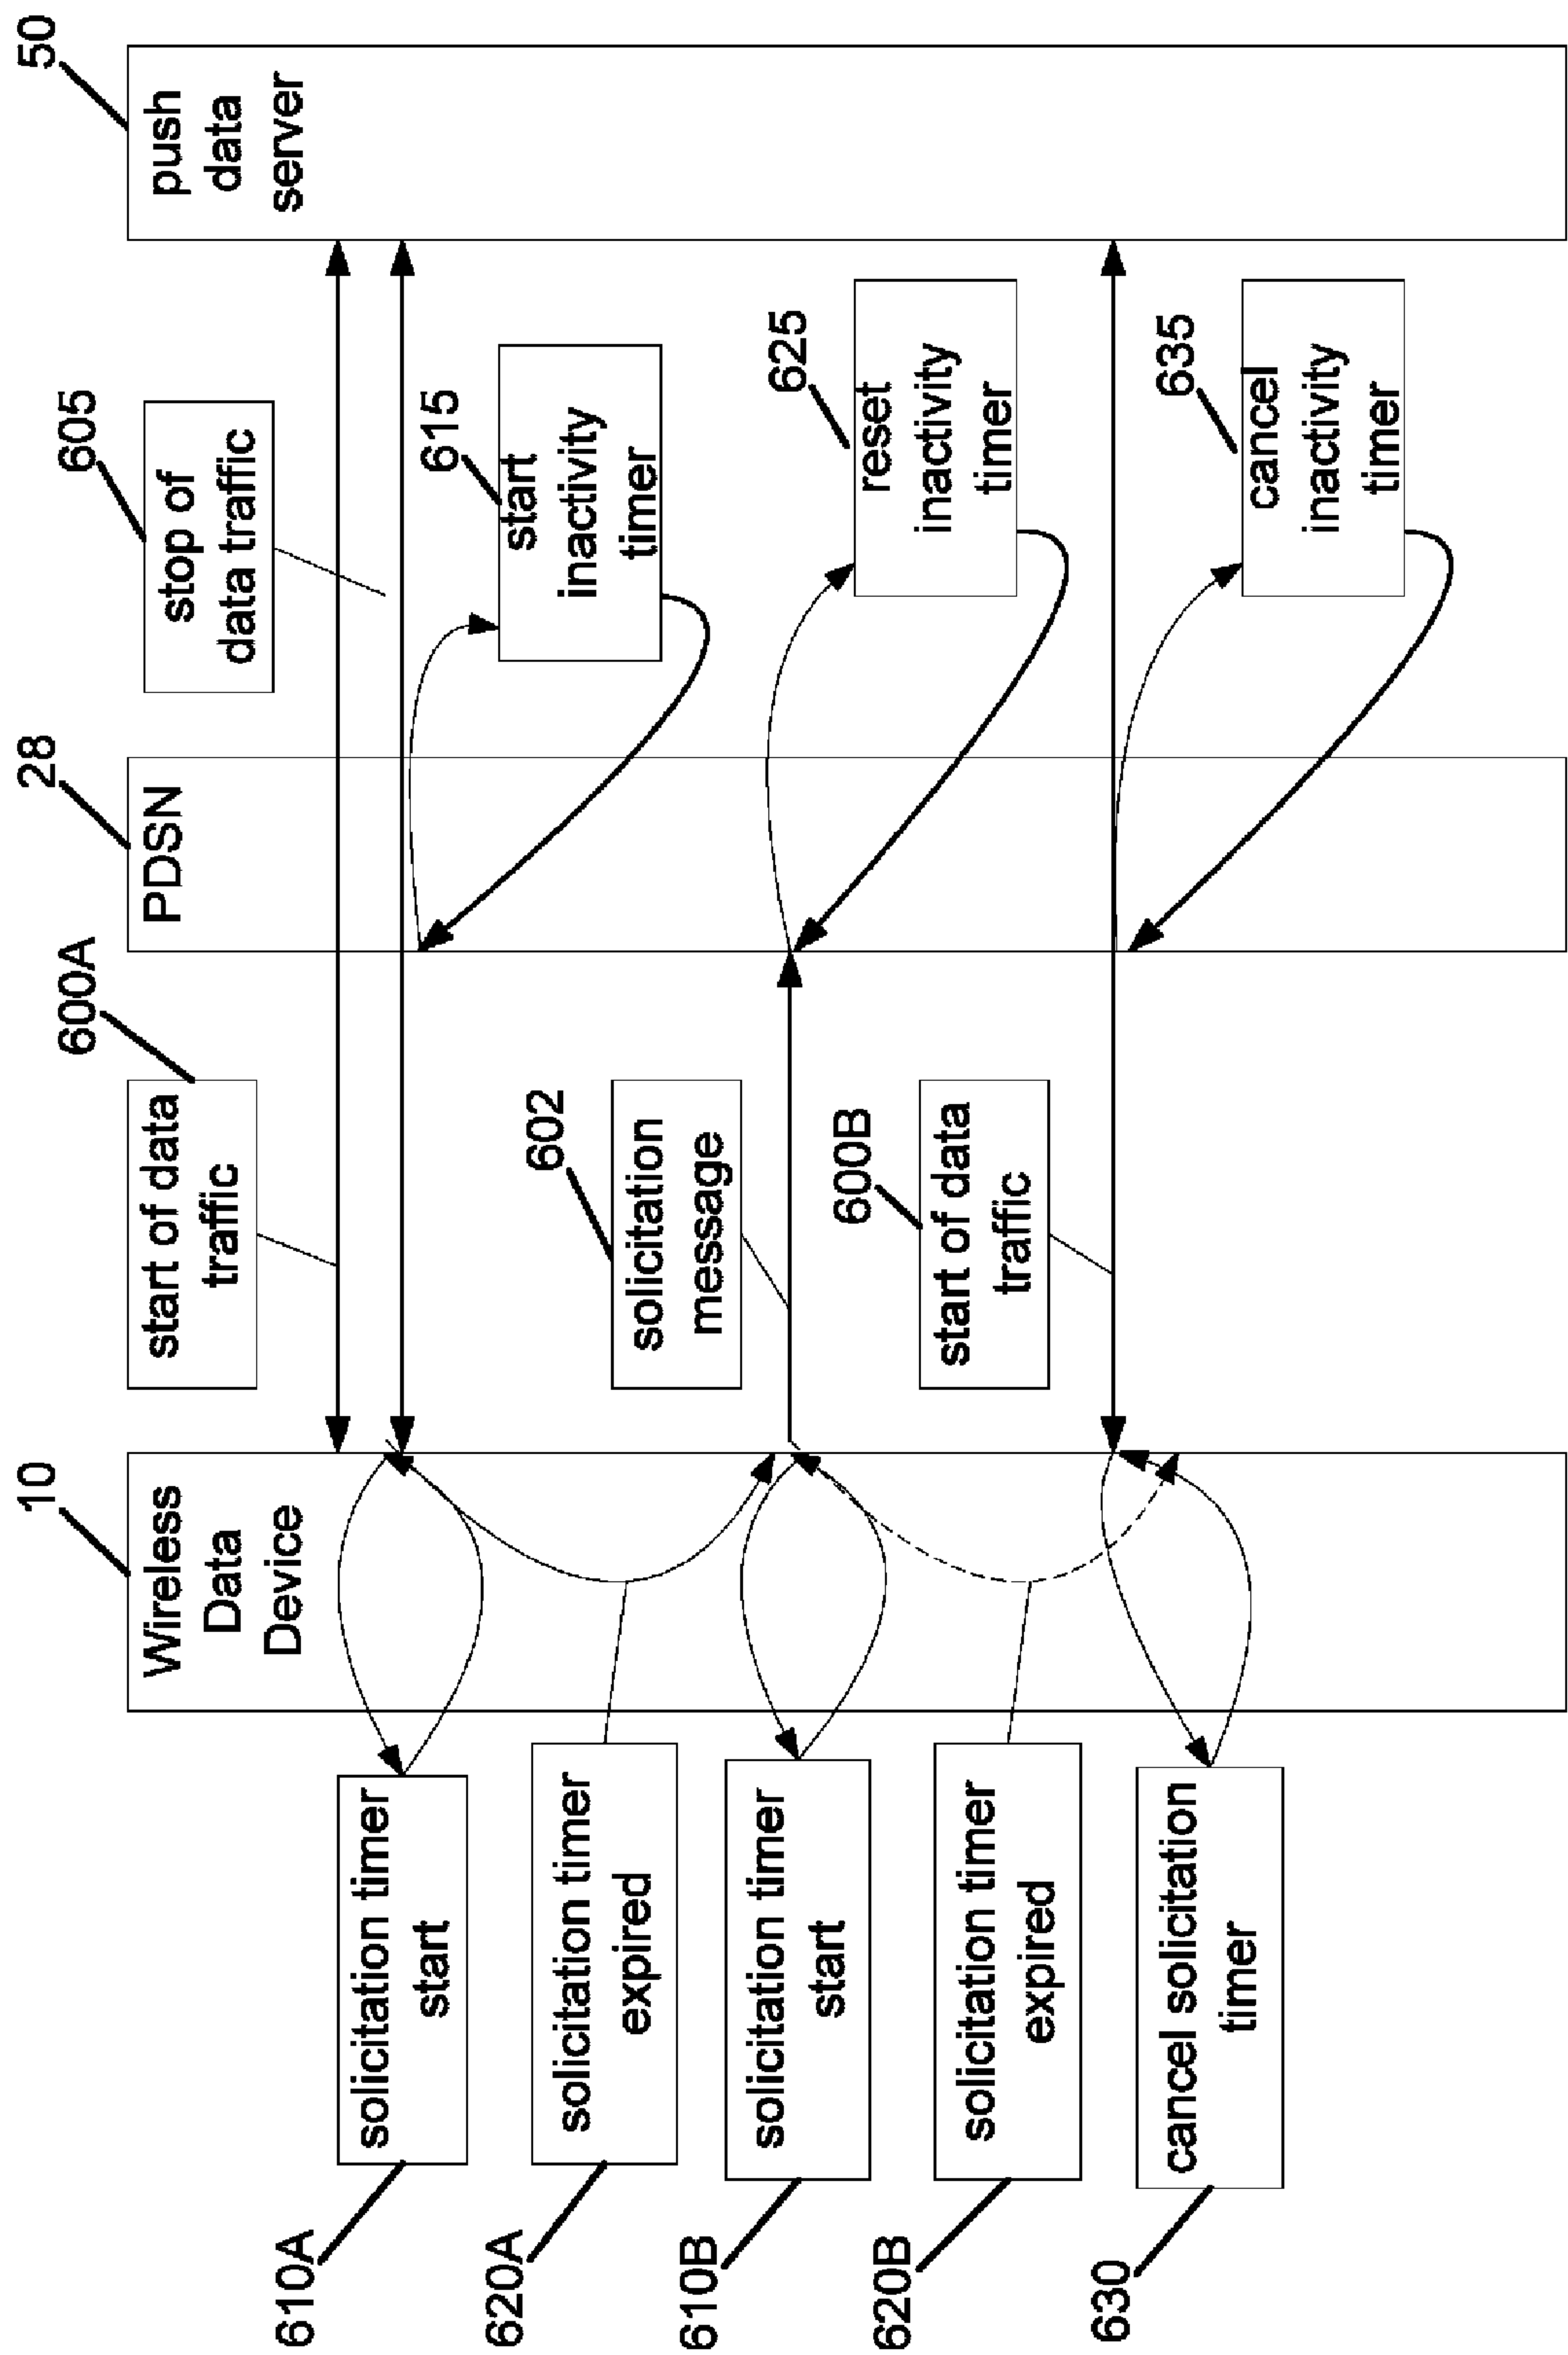 10
Wireless
Data
Device
28
PDSN
50
push
data
server
600A
start of data
traffic
605
stop of
data traffic
610A
solicitation timer
start
615
start
inactivity
timer
620A
solicitation timer
expired
602
solicitation
message
610B
solicitation timer
start
625
reset
inactivity
timer
620B
solicitation timer
expired
600B
start of data
traffic
630
cancel solicitation
timer
635
cancel
inactivity
timer